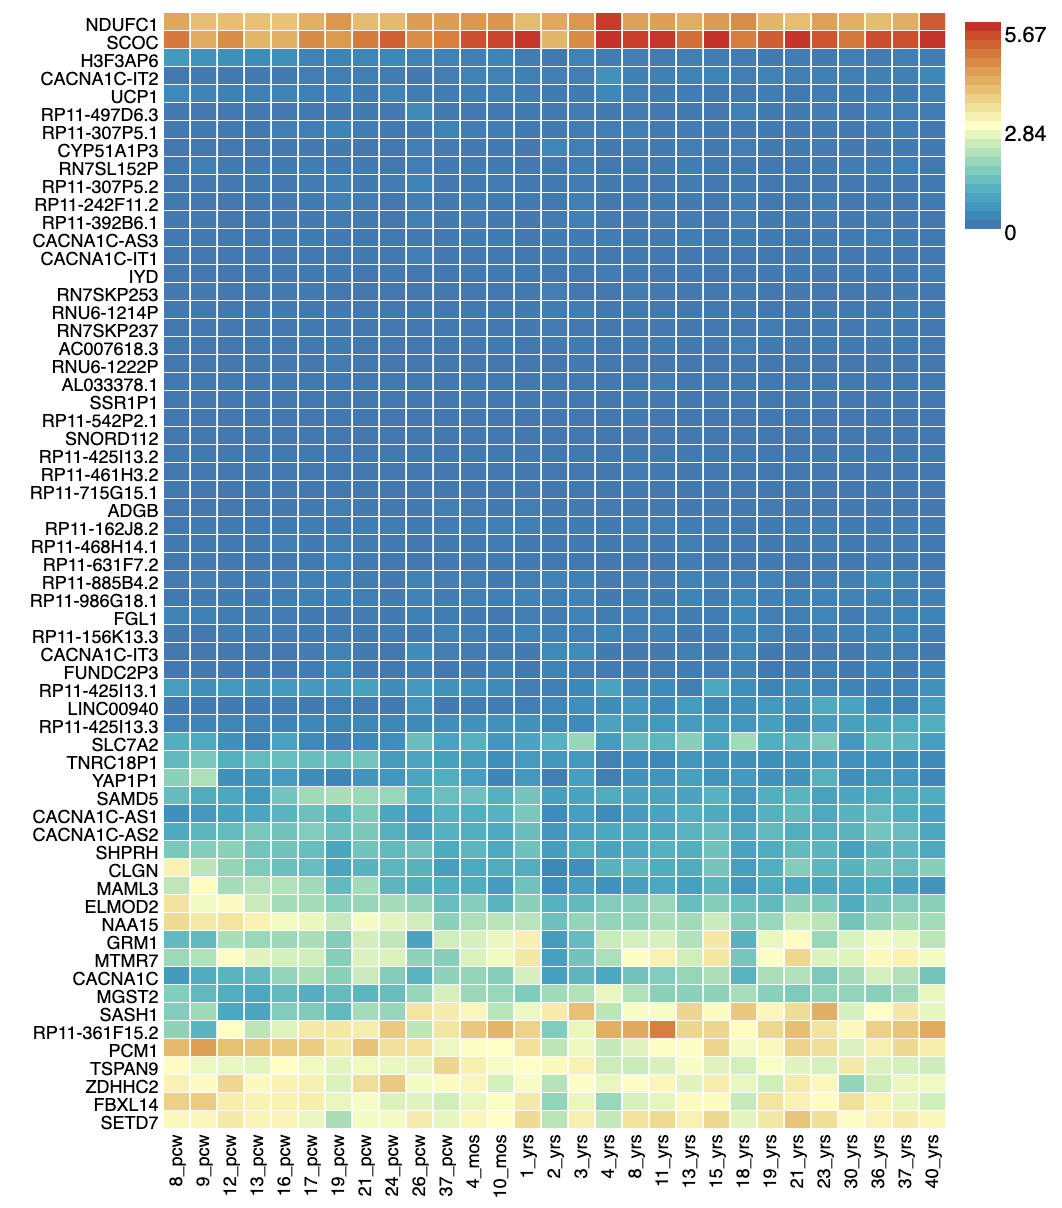 NDUFC1
SCOC
H3F3AP6
CACNA1C-IT2
UCP1
RP11-497D6.3
RP11-307P5.1
CYP51A1P3
RN7SL152P
RP11-307P5.2
RP11-242F11.2
RP11-392B6.1
CACNA1C-AS3
CACNA1C-IT1
IYD
RN7SKP253
RNU6-1214P
RN7SKP237
AC007618.3
RNU6-1222P
AL033378.1
SSR1P1
RP11-542P2.1
SNORD112
RP11-425I13.2
RP11-461H3.2
RP11-715G15.1
ADGB
RP11-162J8.2
RP11-468H14.1
RP11-631F7.2
RP11-885B4.2
RP11-986G18.1
FGL1
RP11-156K13.3
CACNA1C-IT3
FUNDC2P3
RP11-425I13.1
LINC00940
RP11-425I13.3
SLC7A2
TNRC18P1
YAP1P1
SAMD5
CACNA1C-AS1
CACNA1C-AS2
SHPRH
CLGN
MAML3
ELMOD2
NAA15
GRM1
MTMR7
CACNA1C
MGST2
SASH1
RP11-361F15.2
PCM1
TSPAN9
ZDHHC2
FBXL14
SETD7
8_pcw
9_pcw
12_pcw
13_pcw
16_pcw
17_pcw
19_pcw
21_pcw
24_pcw
26_pcw
37_pcw
4_mos
10_mos
1_yrs
2_yrs
3_yrs
4_yrs
8_yrs
11_yrs
13_yrs
15_yrs
18_yrs
19_yrs
21_yrs
23_yrs
30_yrs
36_yrs
37_yrs
40_yrs
5.67
2.84
0